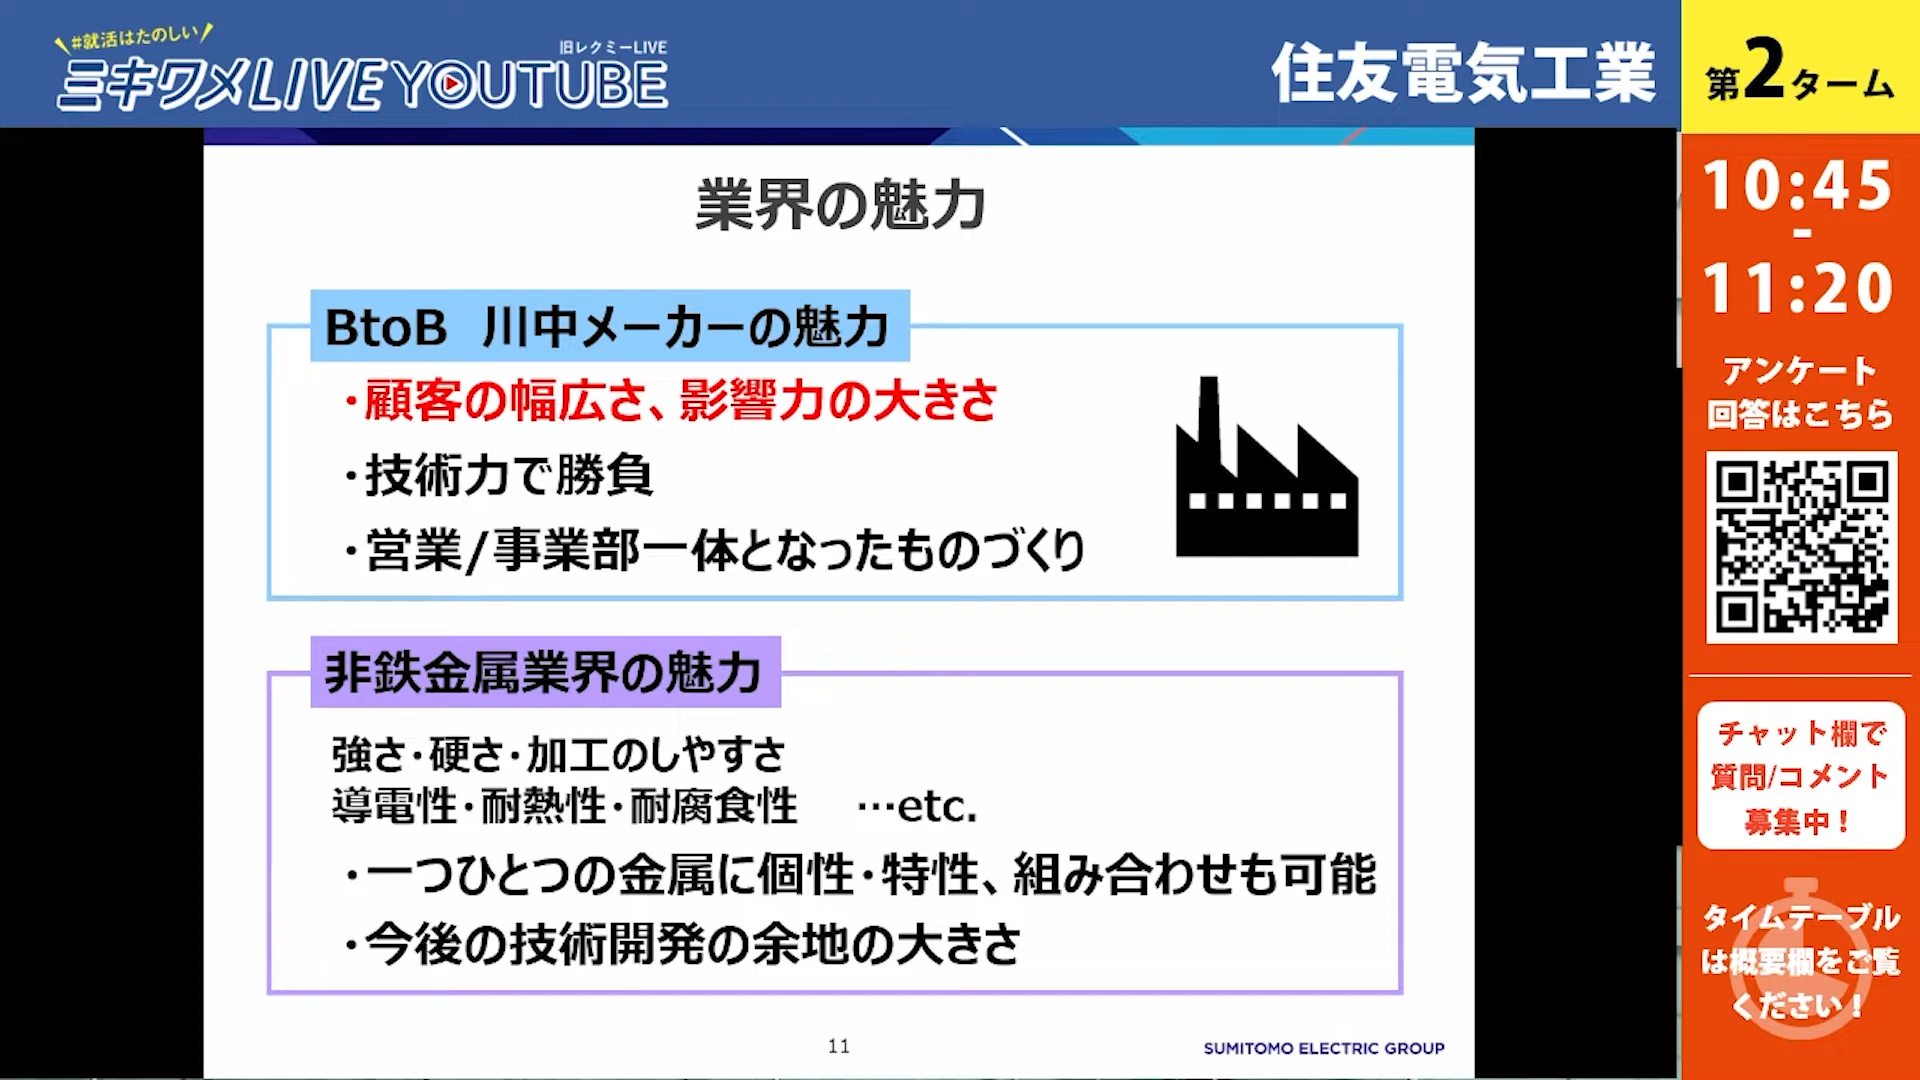 #就活はたのしい
旧レクミーLIVE
ミキワメLIVE YOUTUBE
住友電気工業
第2ターム
10:45
-
11:20
アンケート
回答はこちら
チャット欄で
質問/コメント
募集中！
タイムテーブル
は概要欄をご覧
ください！
業界の魅力
BtoB 川中メーカーの魅力
・顧客の幅広さ、影響力の大きさ
・技術力で勝負
・営業/事業部一体となったものづくり
非鉄金属業界の魅力
強さ・硬さ・加工のしやすさ
導電性・耐熱性・耐腐食性 …etc.
・一つひとつの金属に個性・特性、組み合わせも可能
・今後の技術開発の余地の大きさ
11
SUMITOMO ELECTRIC GROUP